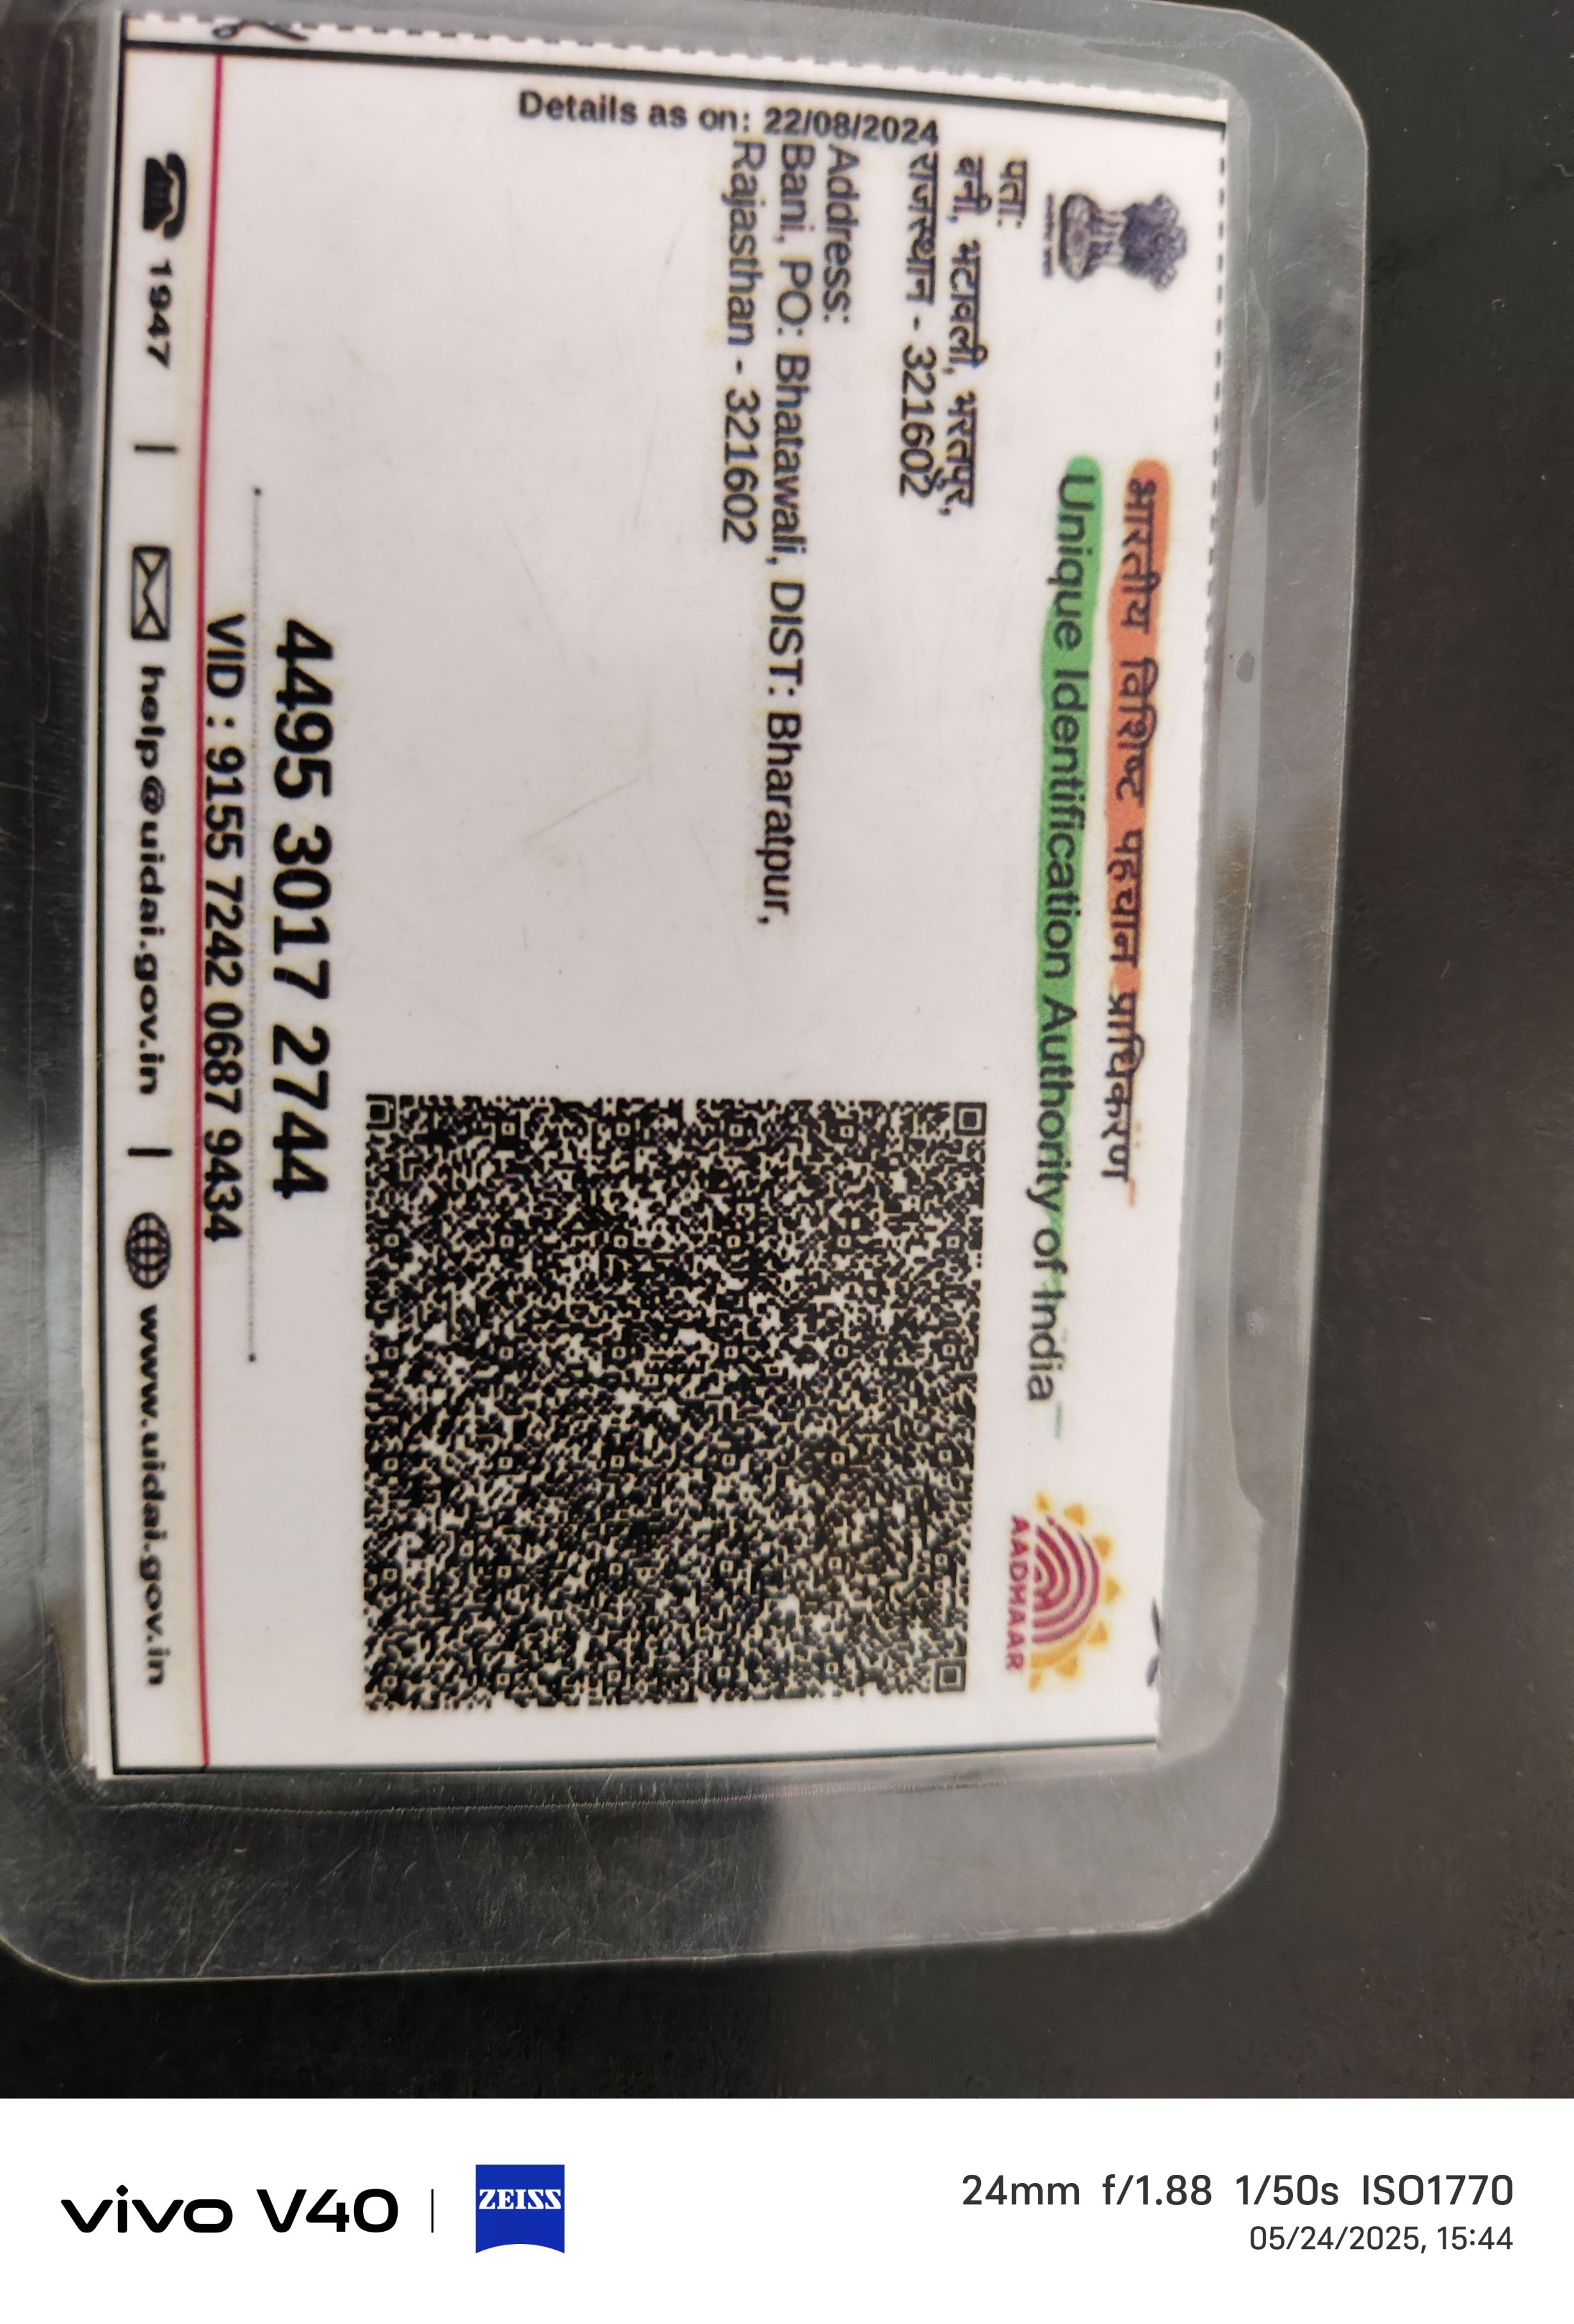 भारतीय विशिष्ट पहचान प्राधिकरण
Unique Identification Authority of India
AADHAAR
पता:
बनी, भटावली, भरतपुर,
राजस्थान - 321602
Address:
Bani, PO: Bhatawali, DIST: Bharatpur,
Rajasthan - 321602
Details as on: 22/08/2024
4495 3017 2744
VID : 9155 7242 0687 9434
1947 | help@uidai.gov.in | www.uidai.gov.in
vivo V40 | ZEISS
24mm f/1.88 1/50s ISO1770
05/24/2025, 15:44